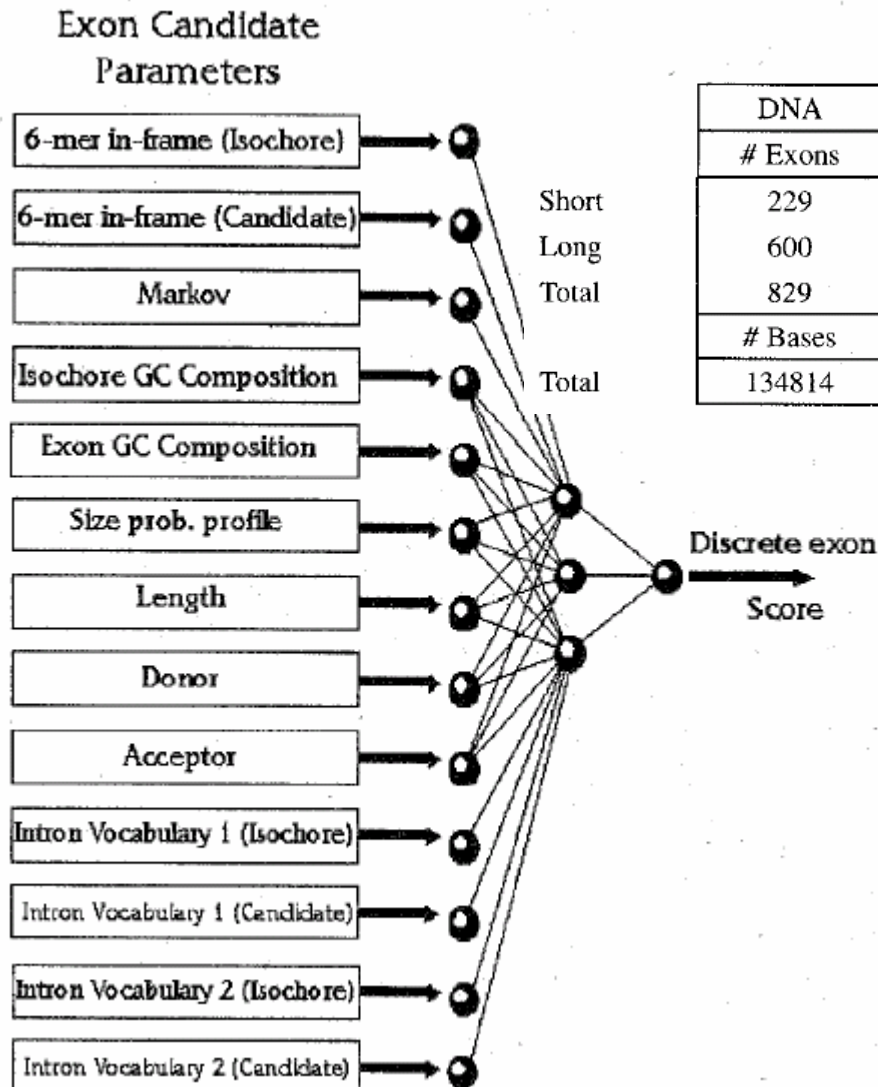 Exon Candidate
Parameters
6-mer in-frame (Isochore)
6-mer in-frame (Candidate)
Markov
Isochore GC Composition
Exon GC Composition
Size prob. profile
Length
Donor
Acceptor
Intron Vocabulary 1 (Isochore)
Intron Vocabulary 1 (Candidate)
Intron Vocabulary 2 (Isochore)
Intron Vocabulary 2 (Candidate)
DNA
# Exons
Short 229
Long 600
Total 829
# Bases
Total 134814
Discrete exon
Score